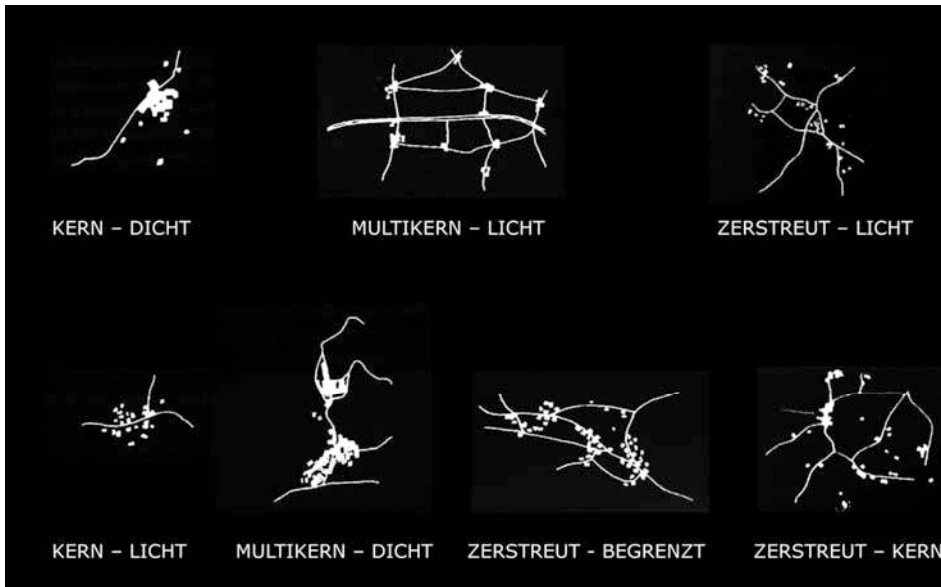 KERN – DICHT
MULTIKERN – LICHT
ZERSTREUT – LICHT
KERN – LICHT
MULTIKERN – DICHT
ZERSTREUT - BEGRENZT
ZERSTREUT – KERN